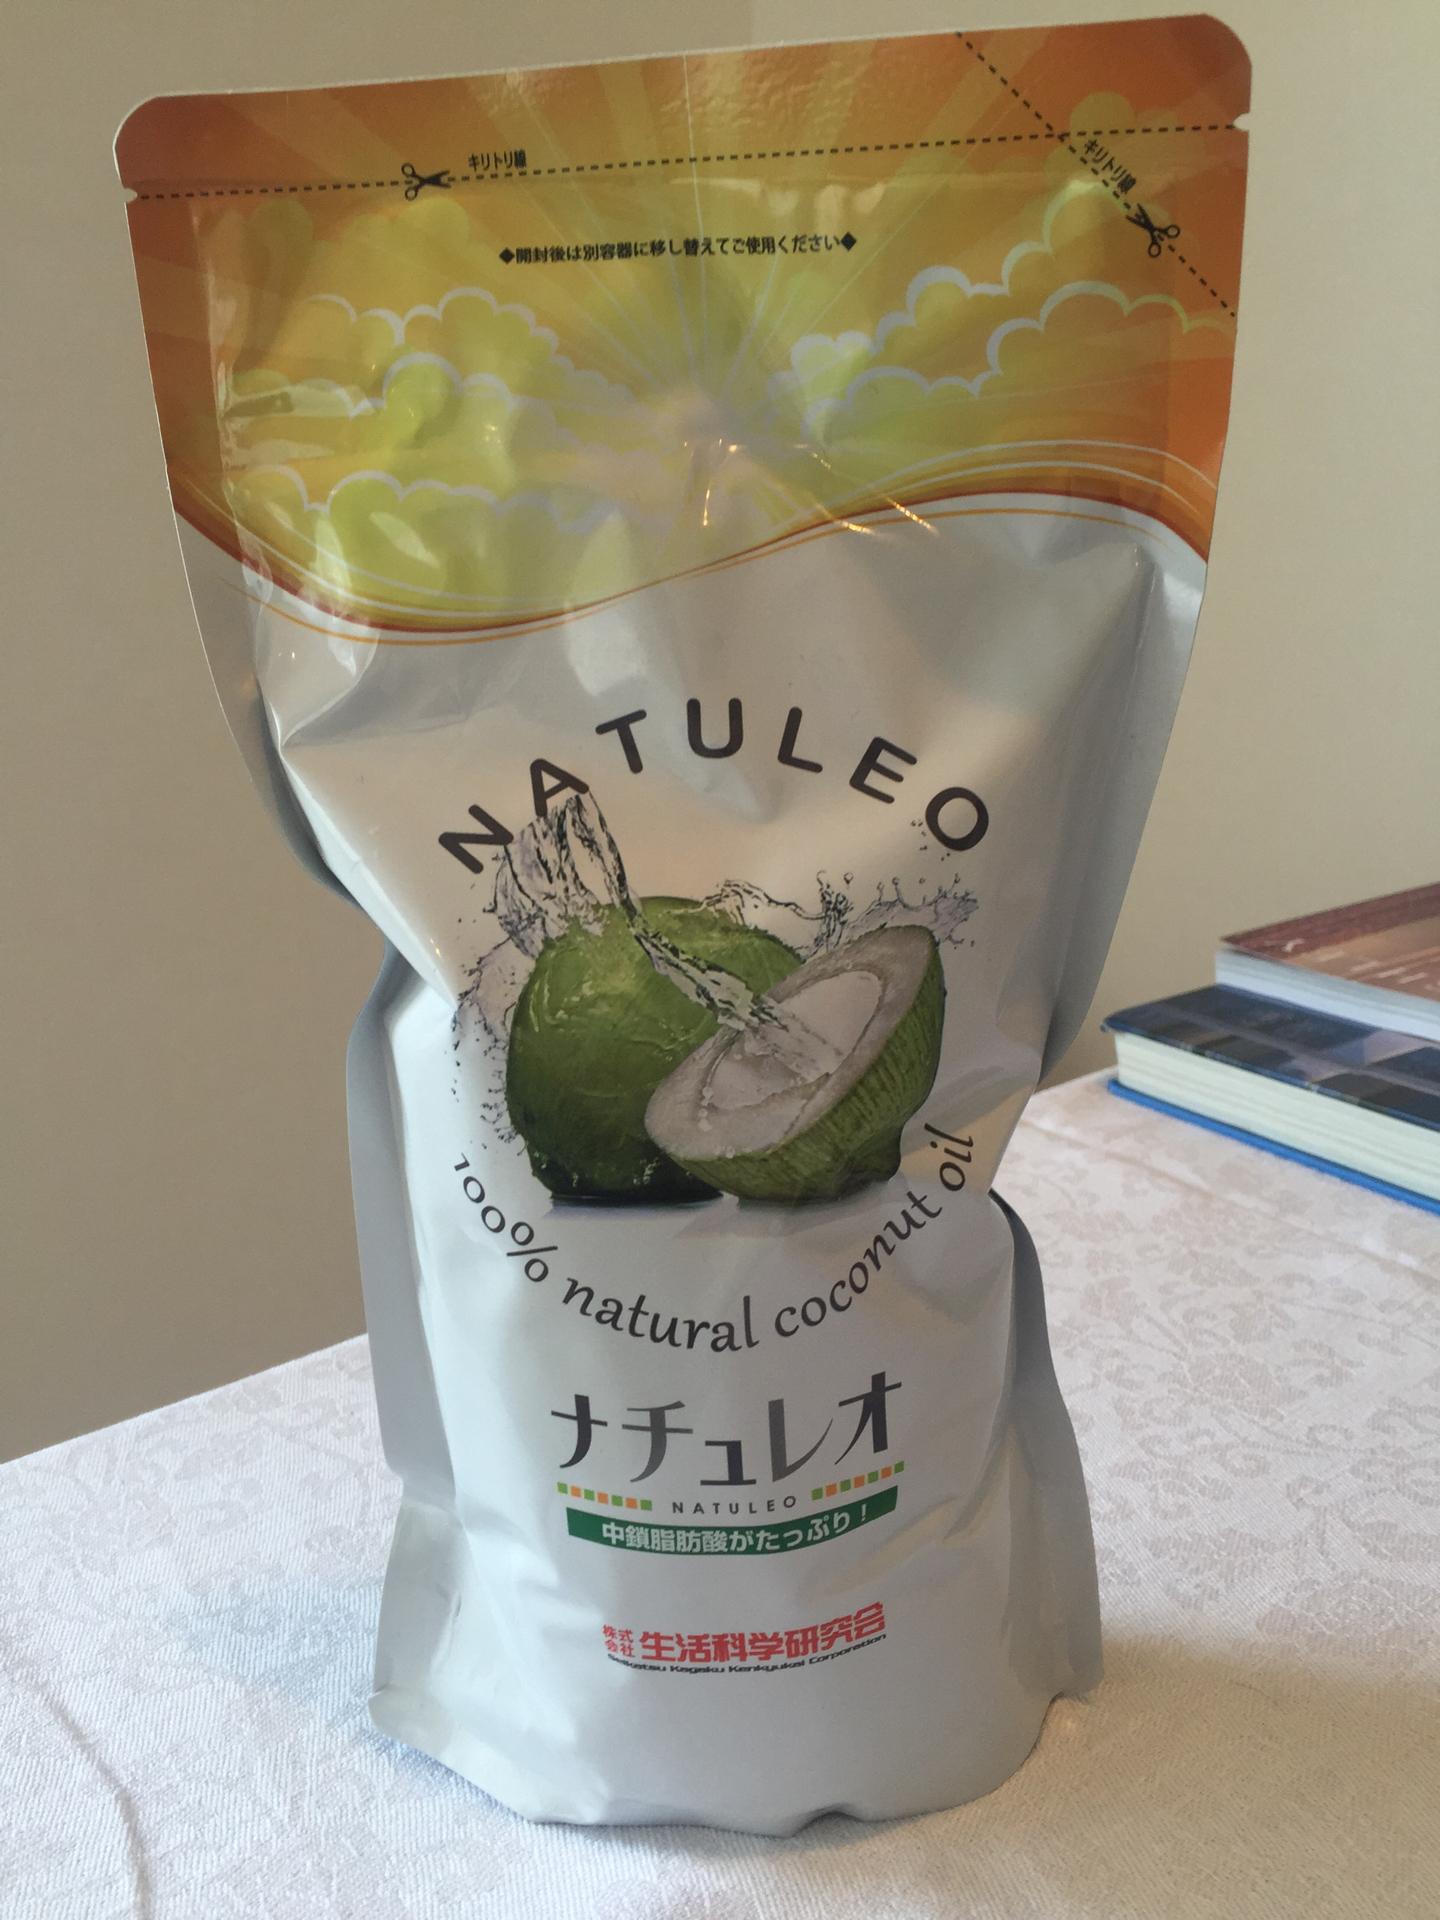 キリトリ線
キリトリ線
◆開封後は別容器に移し替えてご使用ください◆
NATULEO
100% natural coconut oil
ナチュレオ
NATULEO
中鎖脂肪酸がたっぷり！
株式会社 生活科学研究会
Seikatsu Kagaku Kenkyukai Corporation